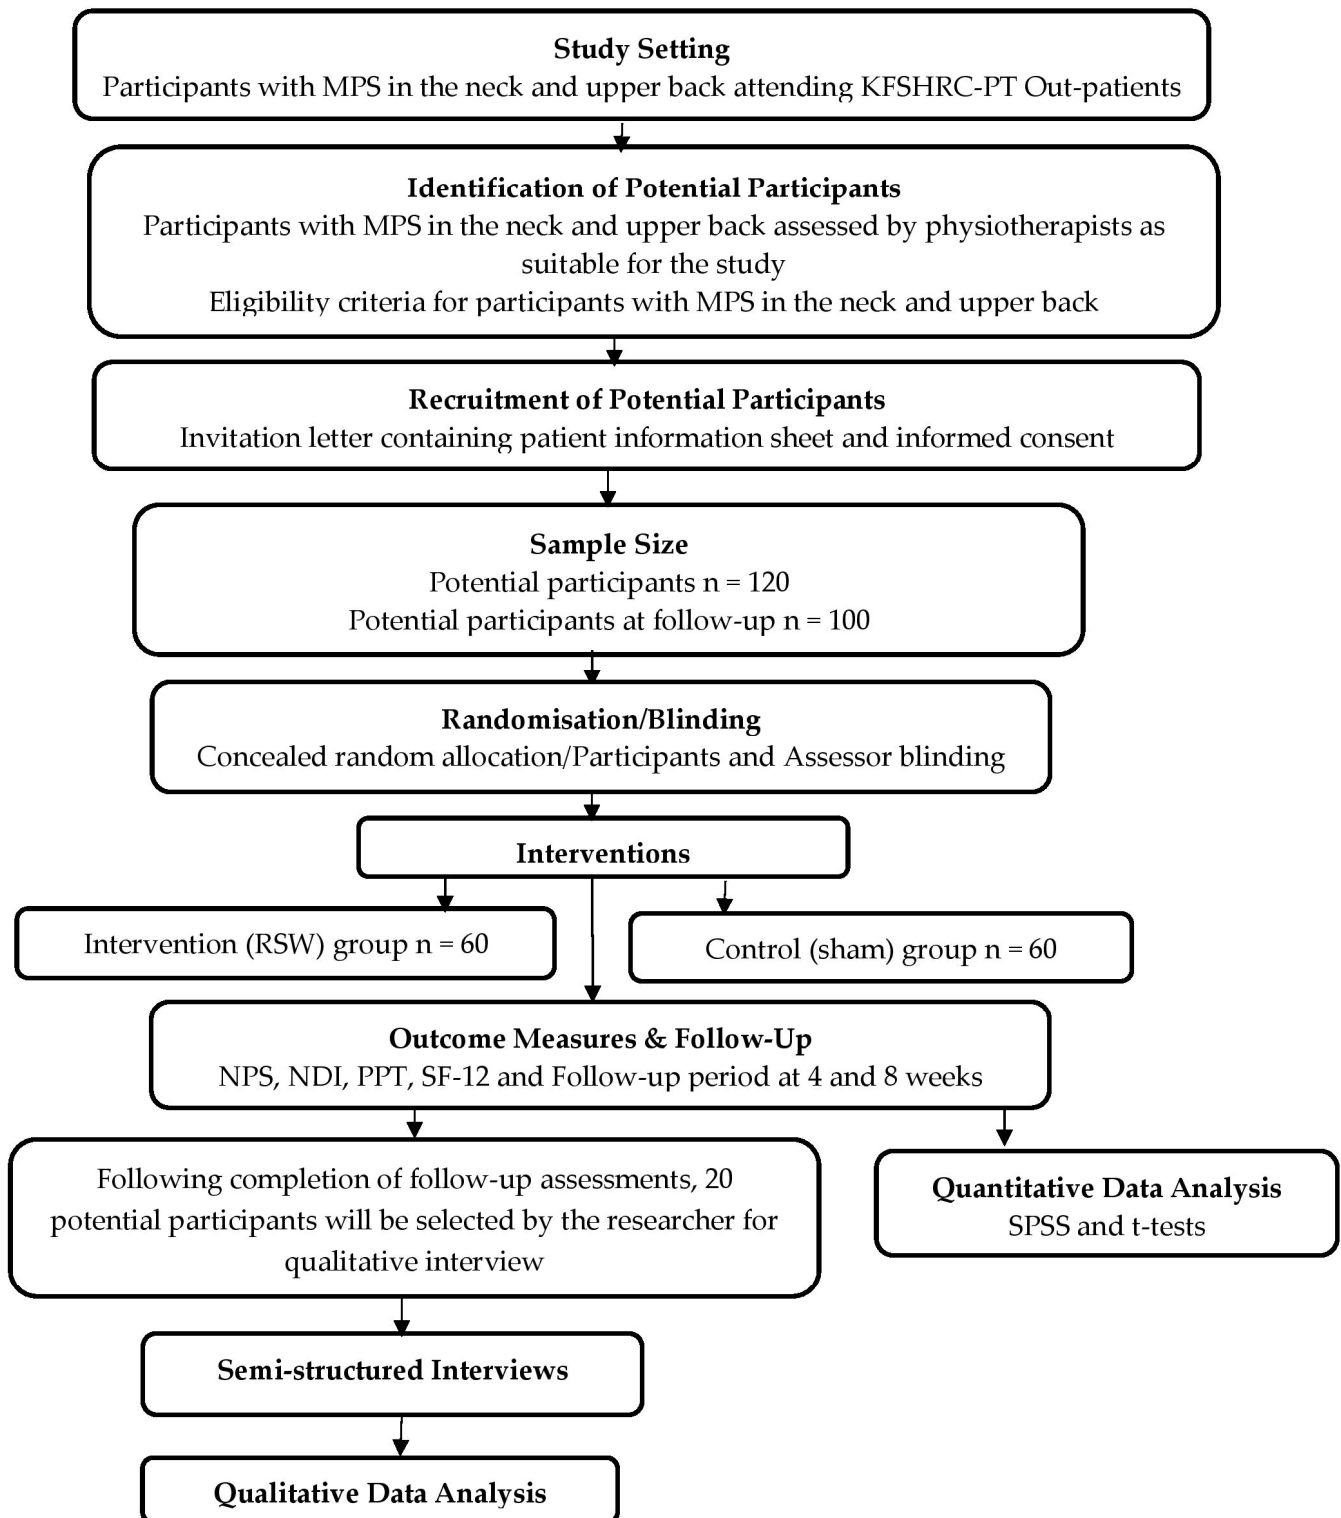 Study Setting
Participants with MPS in the neck and upper back attending KFSHRC-PT Out-patients
Identification of Potential Participants
Participants with MPS in the neck and upper back assessed by physiotherapists as
suitable for the study
Eligibility criteria for participants with MPS in the neck and upper back
Recruitment of Potential Participants
Invitation letter containing patient information sheet and informed consent
Sample Size
Potential participants n = 120
Potential participants at follow-up n = 100
Randomisation/Blinding
Concealed random allocation/Participants and Assessor blinding
Interventions
Intervention (RSW) group n = 60
Control (sham) group n = 60
Outcome Measures & Follow-Up
NPS, NDI, PPT, SF-12 and Follow-up period at 4 and 8 weeks
Following completion of follow-up assessments, 20
potential participants will be selected by the researcher for
qualitative interview
Quantitative Data Analysis
SPSS and t-tests
Semi-structured Interviews
Qualitative Data Analysis